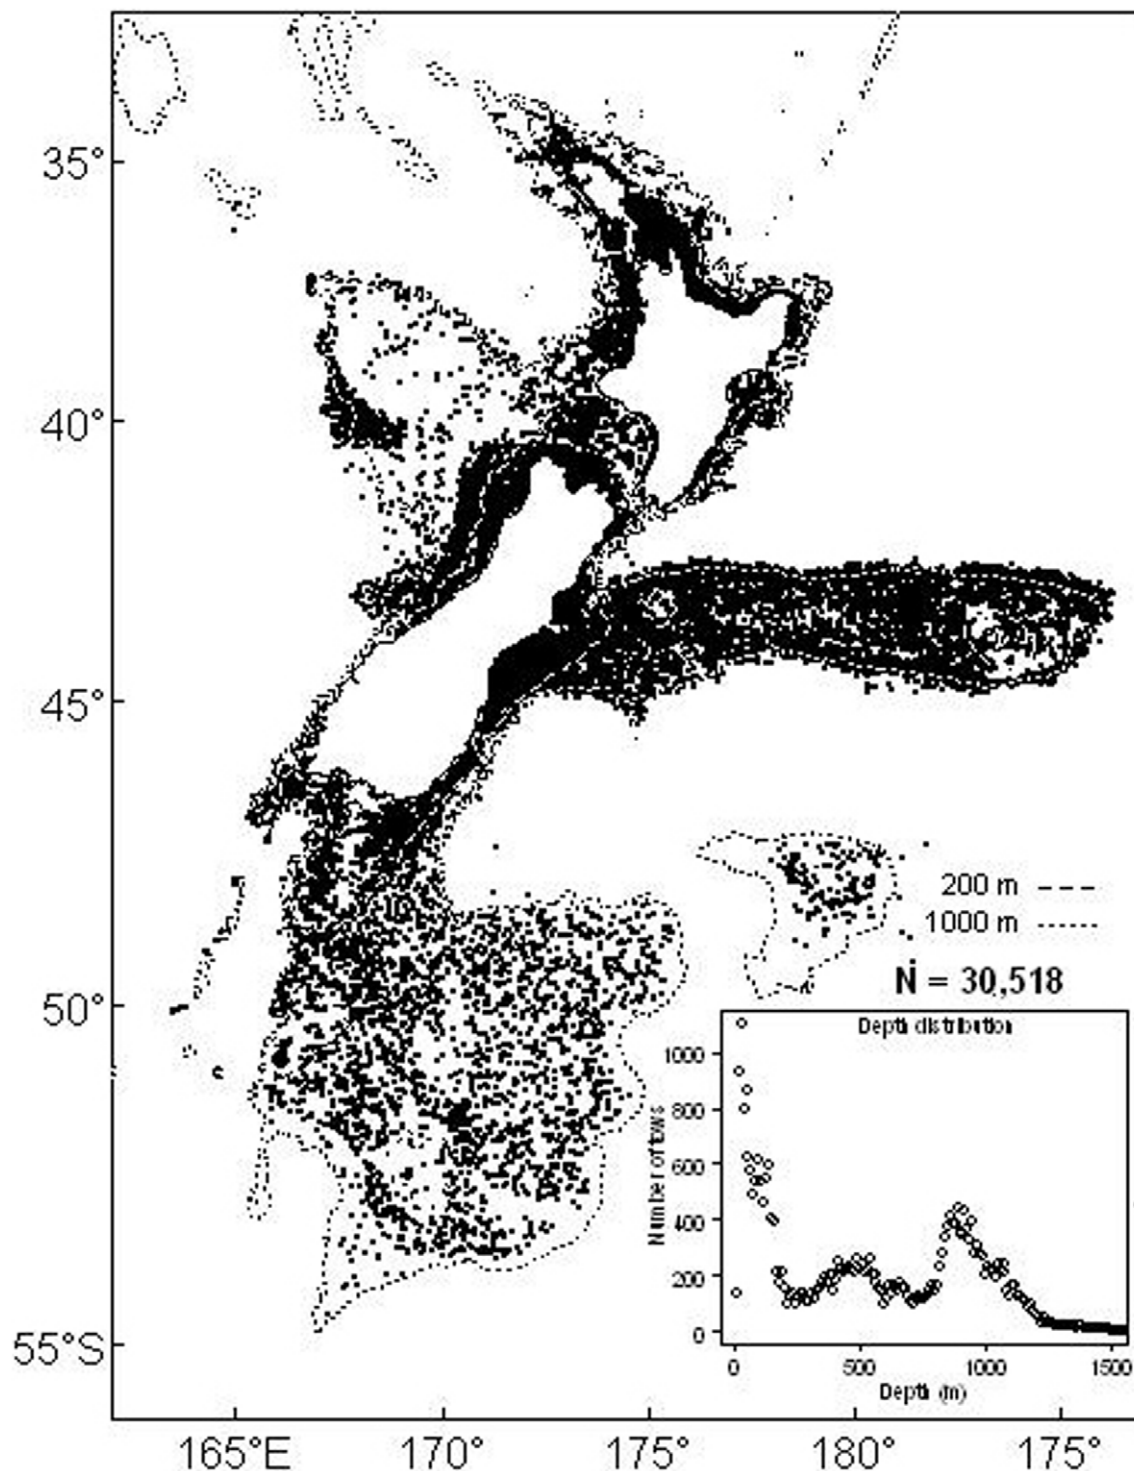 35°
40°
45°
50°
55°S
165°E
170°
175°
180°
175°
200 m
1000 m
N = 30,518
Depth distribution
Number of tows
1000
800
600
400
200
0
0
500
1000
1500
Depth (m)